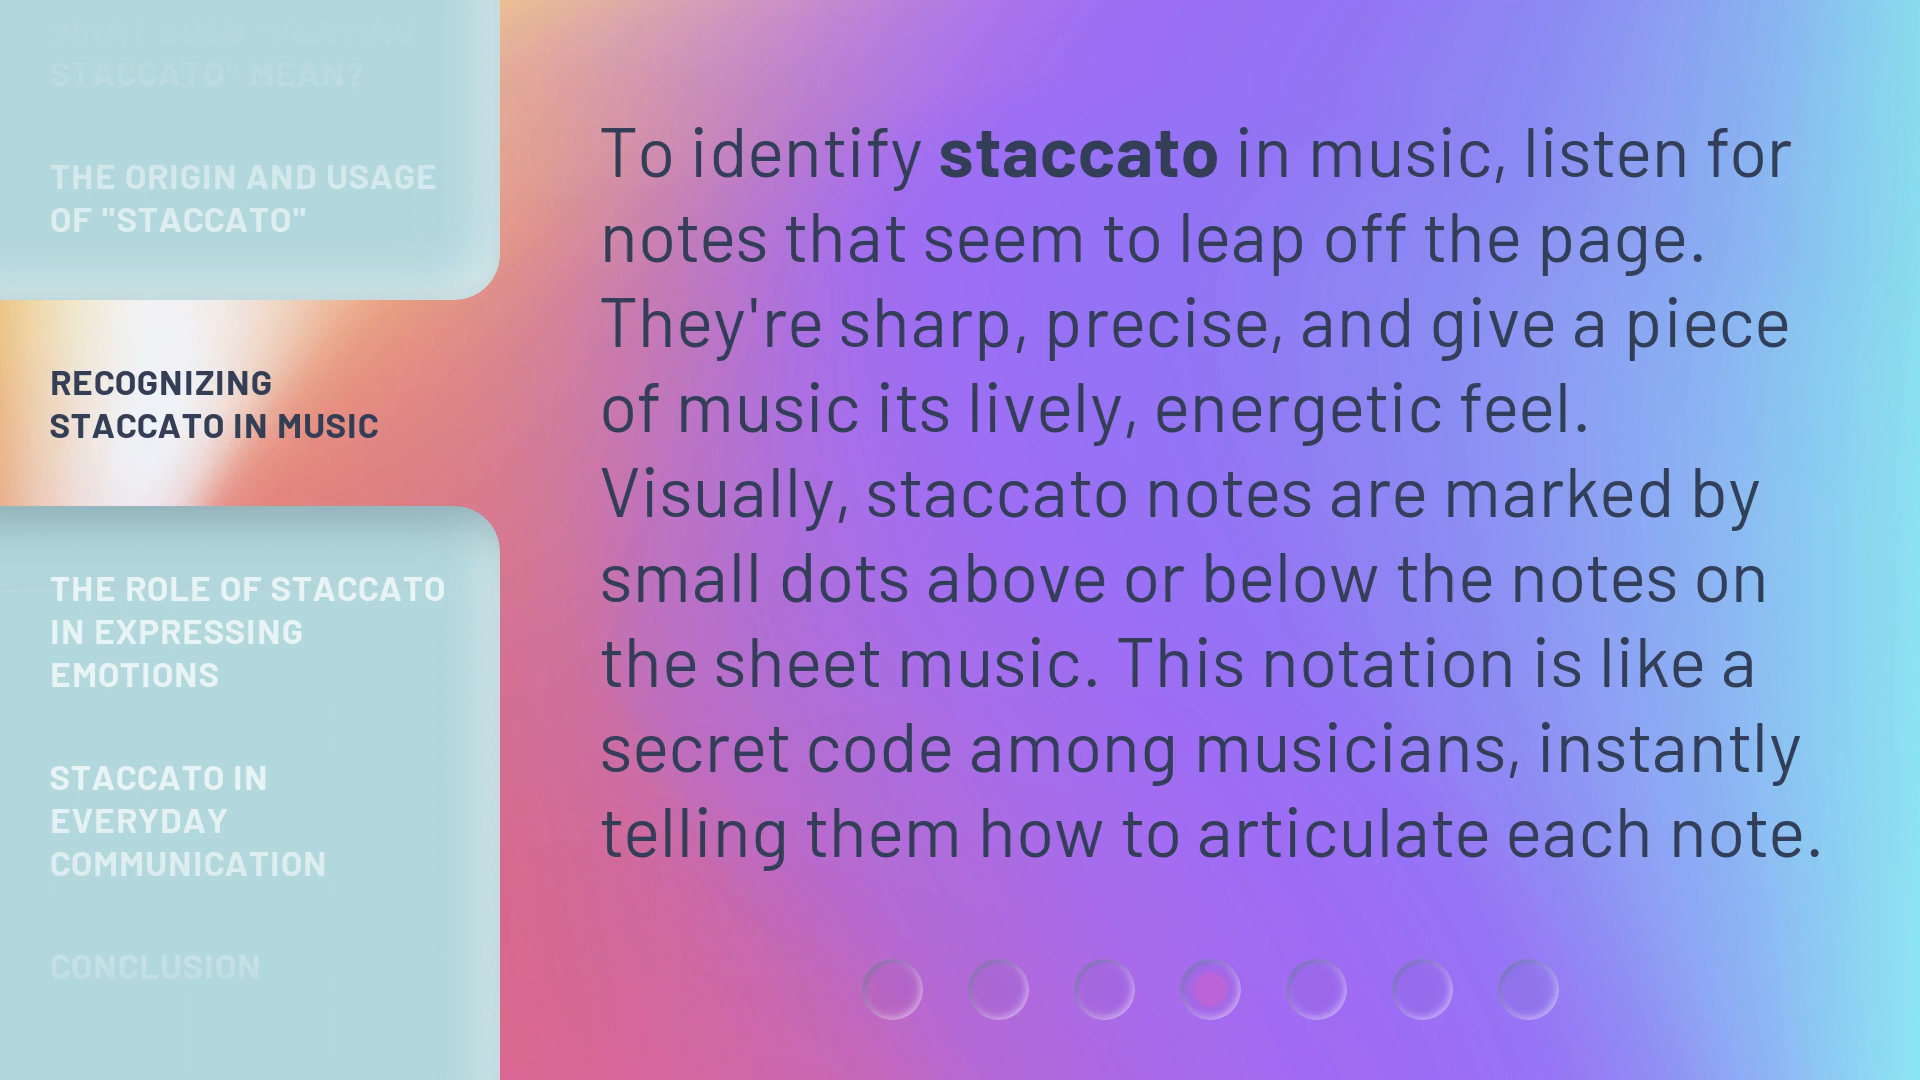 STACCATO" MEAN?
THE ORIGIN AND USAGE
OF "STACCATO"
RECOGNIZING
STACCATO IN MUSIC
THE ROLE OF STACCATO
IN EXPRESSING
EMOTIONS
STACCATO IN
EVERYDAY
COMMUNICATION
CONCLUSION
To identify staccato in music, listen for
notes that seem to leap off the page.
They're sharp, precise, and give a piece
of music its lively, energetic feel.
Visually, staccato notes are marked by
small dots above or below the notes on
the sheet music. This notation is like a
secret code among musicians, instantly
telling them how to articulate each note.